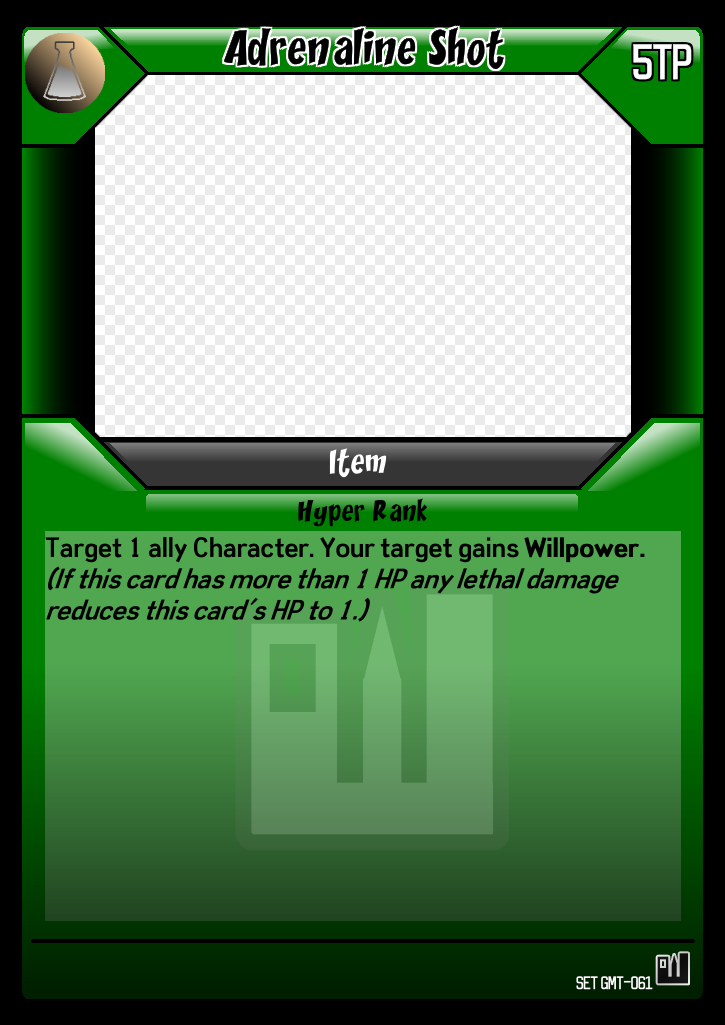 Adrenaline Shot
5TP
Item
Hyper Rank
Target 1 ally Character. Your target gains Willpower.
(If this card has more than 1 HP any lethal damage
reduces this card's HP to 1.)
SET GMT-061